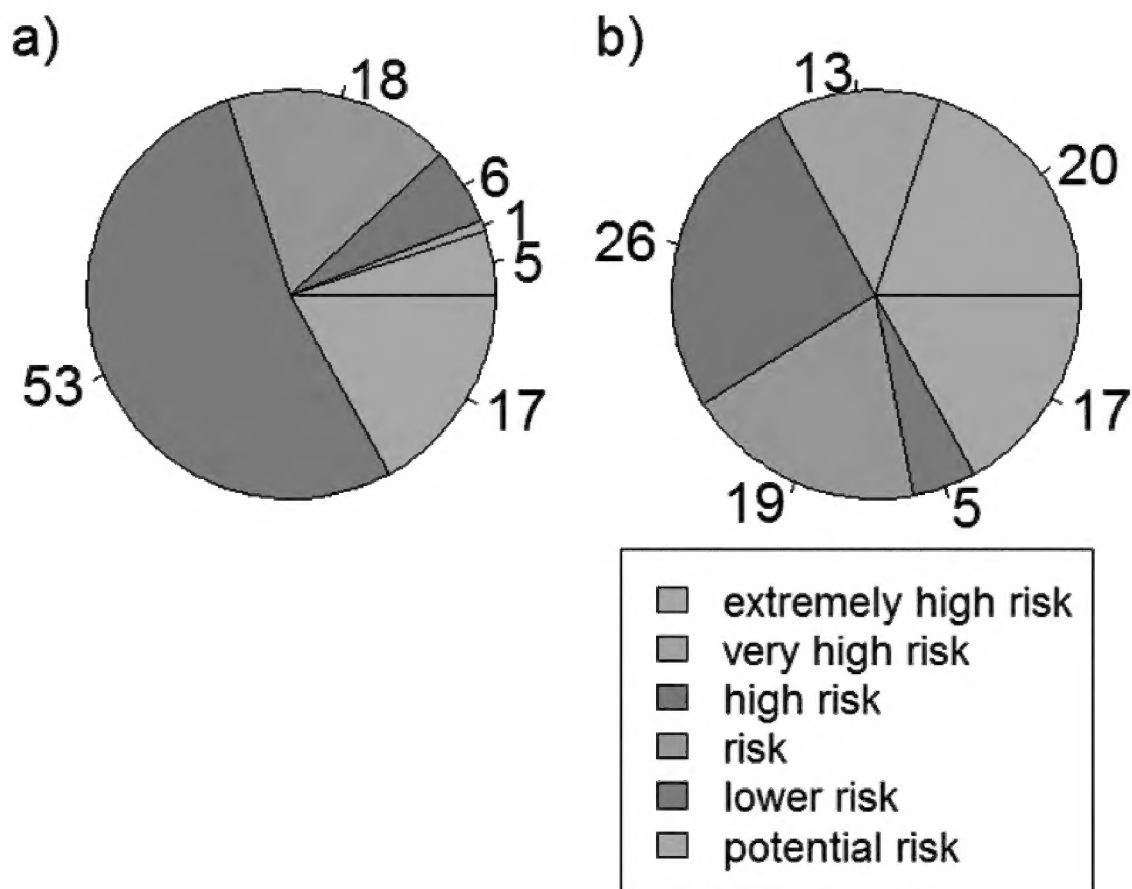 a)
18
6
1
5
53
17
b)
13
20
26
17
19
5
extremely high risk
very high risk
high risk
risk
lower risk
potential risk